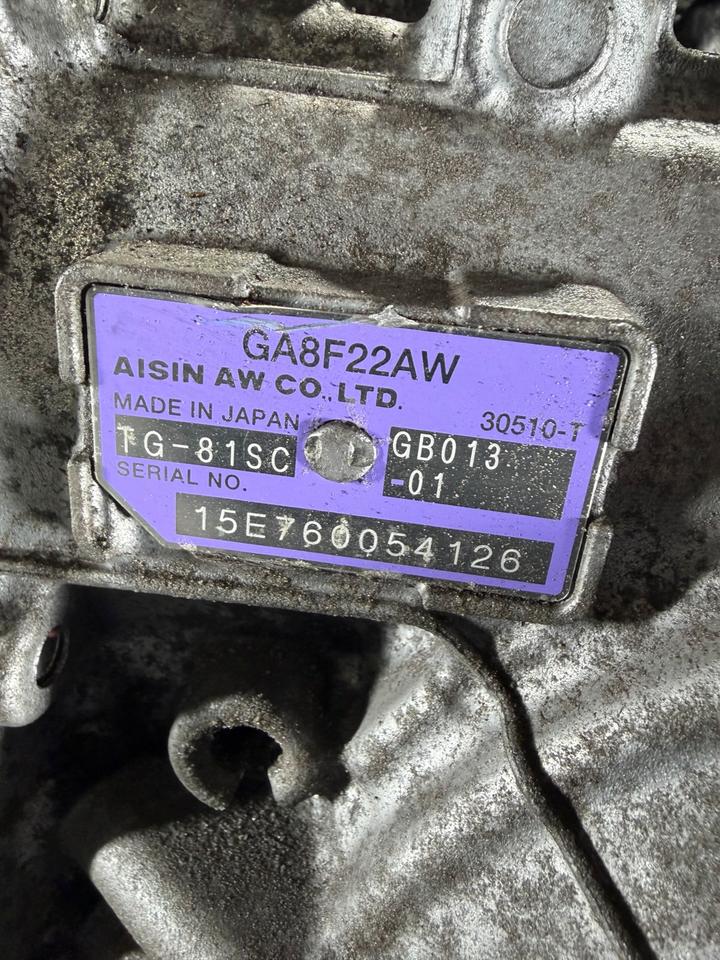 GA8F22AW
AISIN AW CO., LTD.
MADE IN JAPAN
30510-T
TG-81SC
GB013
-01
SERIAL NO.
15E760054126